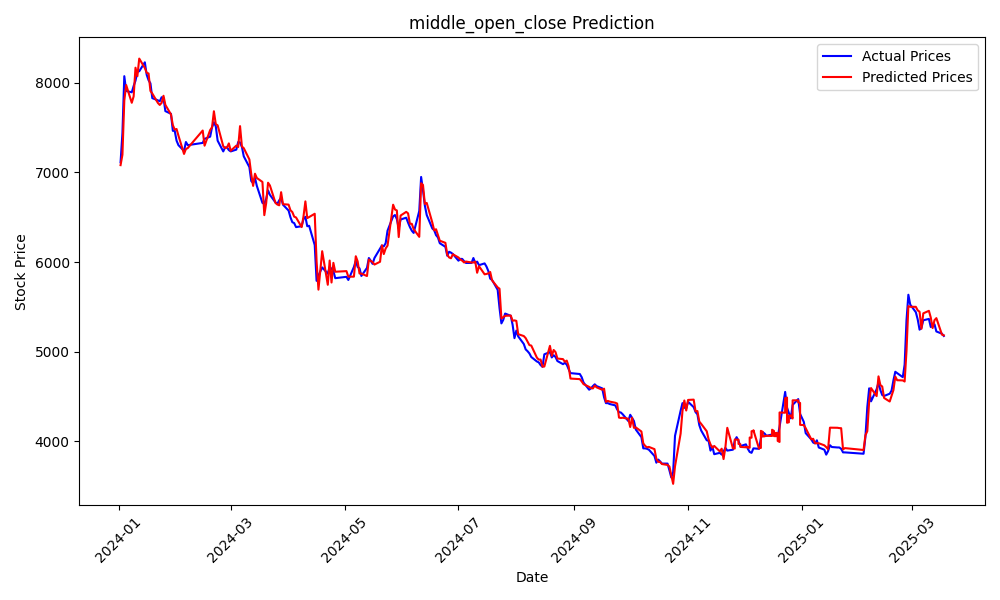 middle_open_close Prediction
Actual Prices
Predicted Prices
Stock Price
8000
7000
6000
5000
4000
2024-01
2024-03
2024-05
2024-07
2024-09
2024-11
2025-01
2025-03
Date